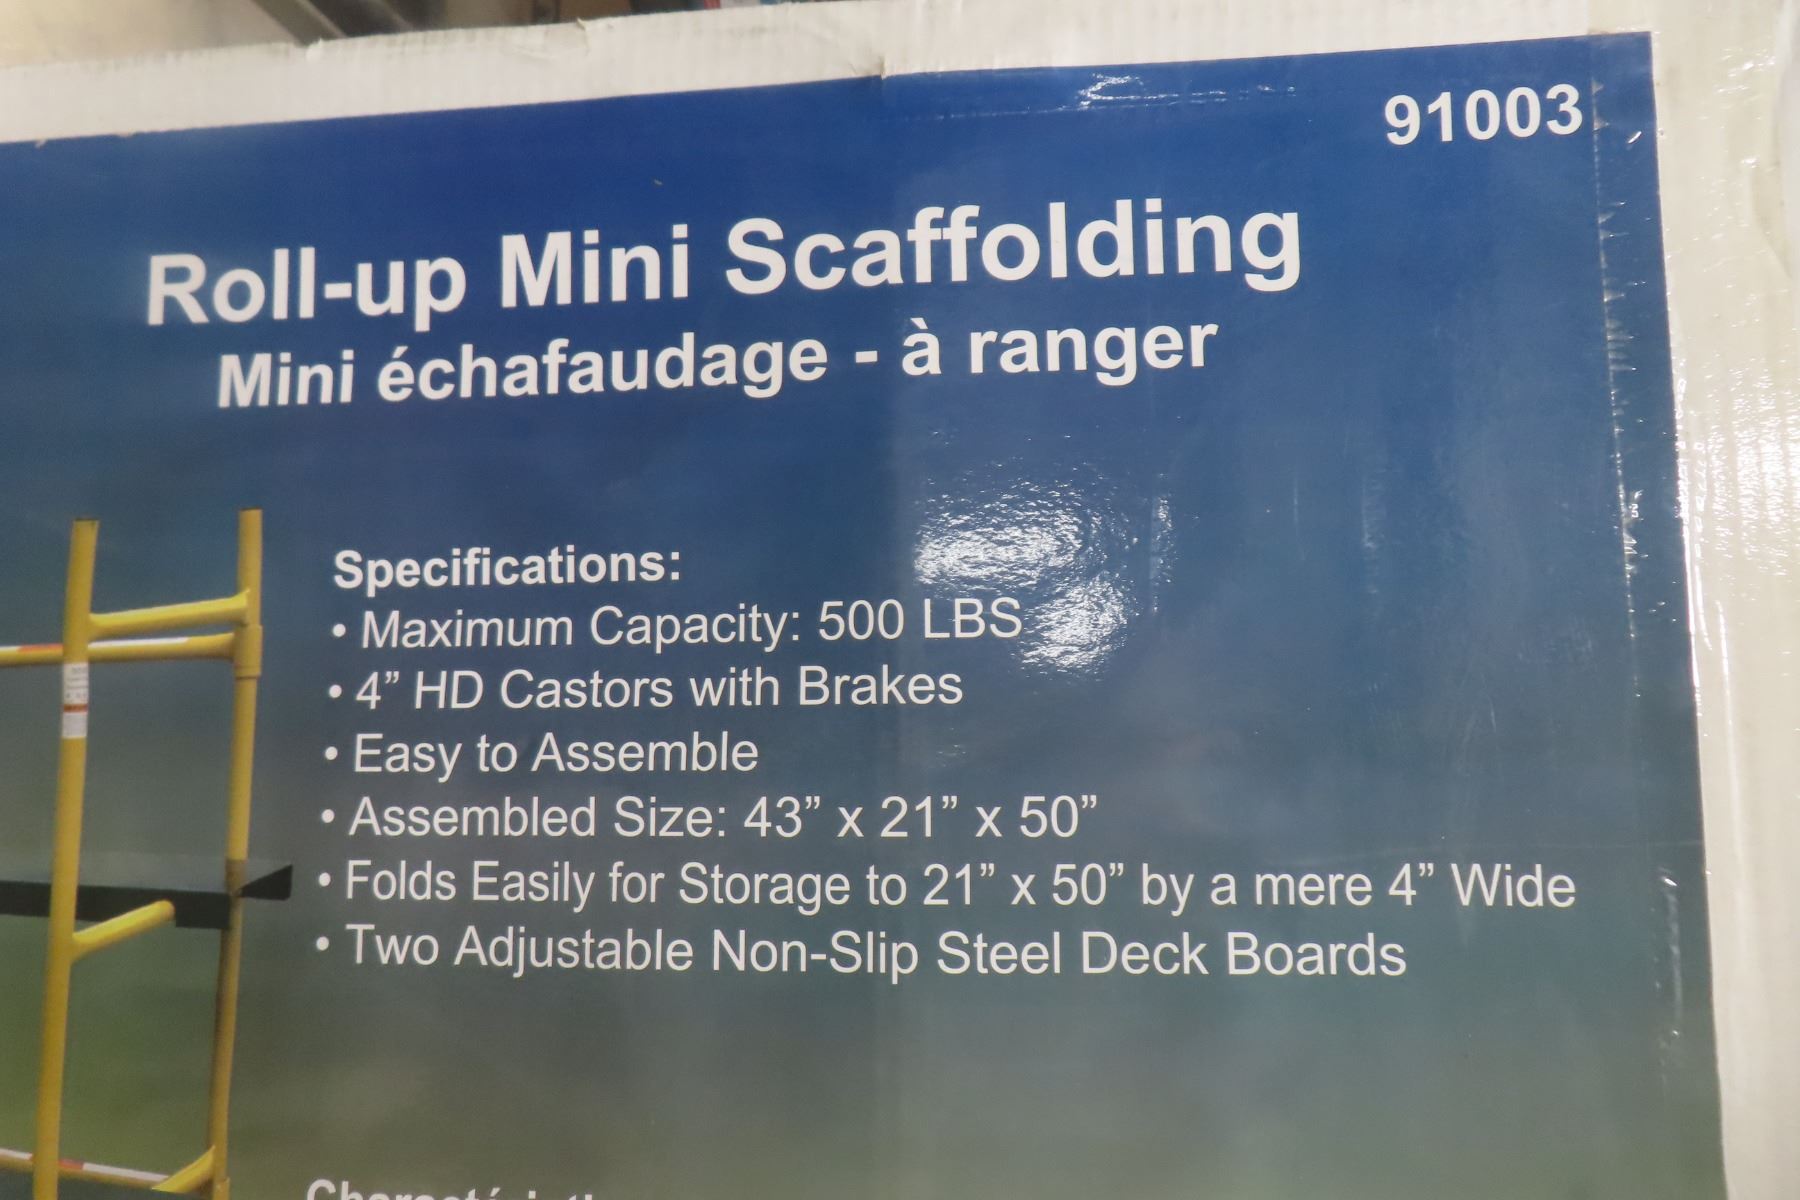 91003
Roll-up Mini Scaffolding
Mini échafaudage - à ranger
Specifications:
• Maximum Capacity: 500 LBS
• 4” HD Castors with Brakes
• Easy to Assemble
• Assembled Size: 43” x 21” x 50”
• Folds Easily for Storage to 21” x 50” by a mere 4” Wide
• Two Adjustable Non-Slip Steel Deck Boards